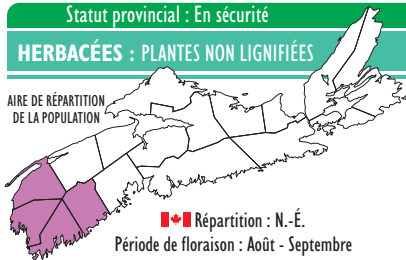 Statut provincial : En sécurité
HERBACÉES : PLANTES NON LIGNIFIÉES
AIRE DE RÉPARTITION
DE LA POPULATION
Répartition : N.-É.
Période de floraison : Août - Septembre